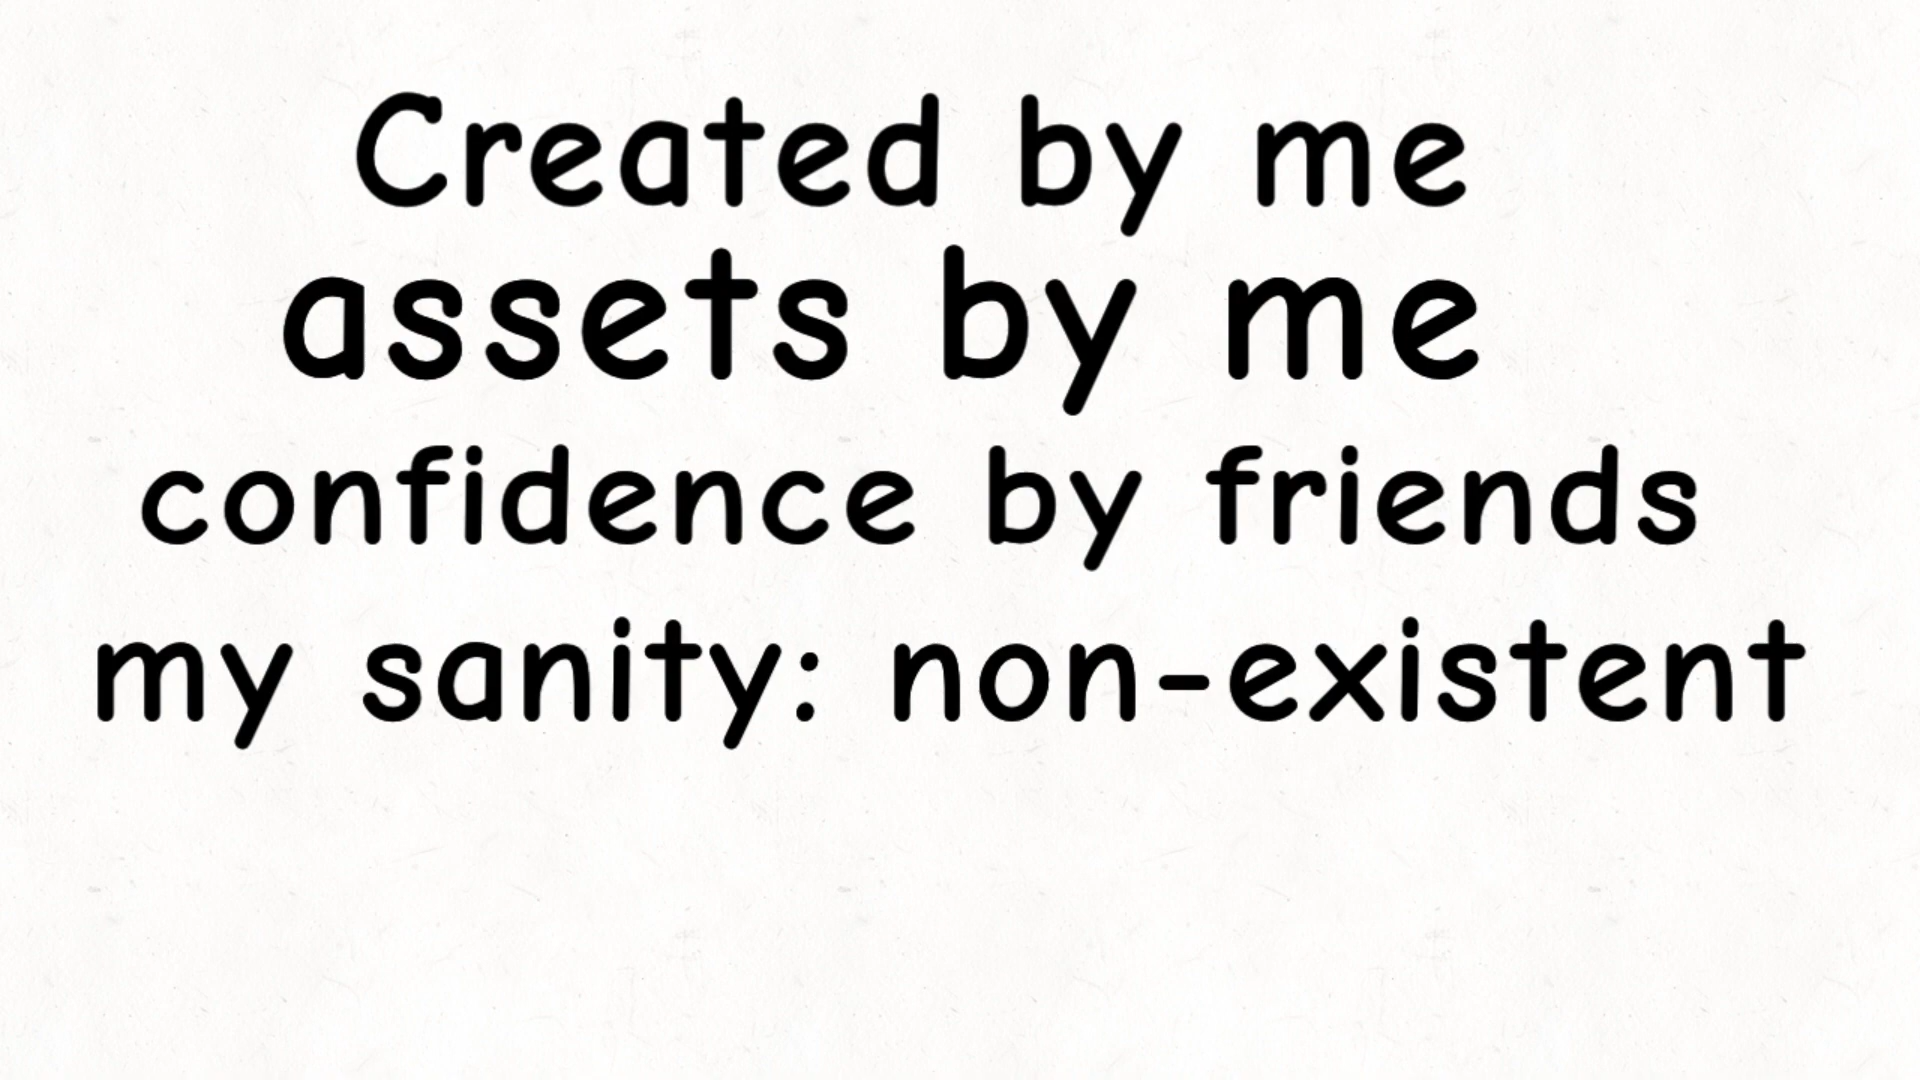 Created by me
assets by me
confidence by friends
my sanity: non-existent